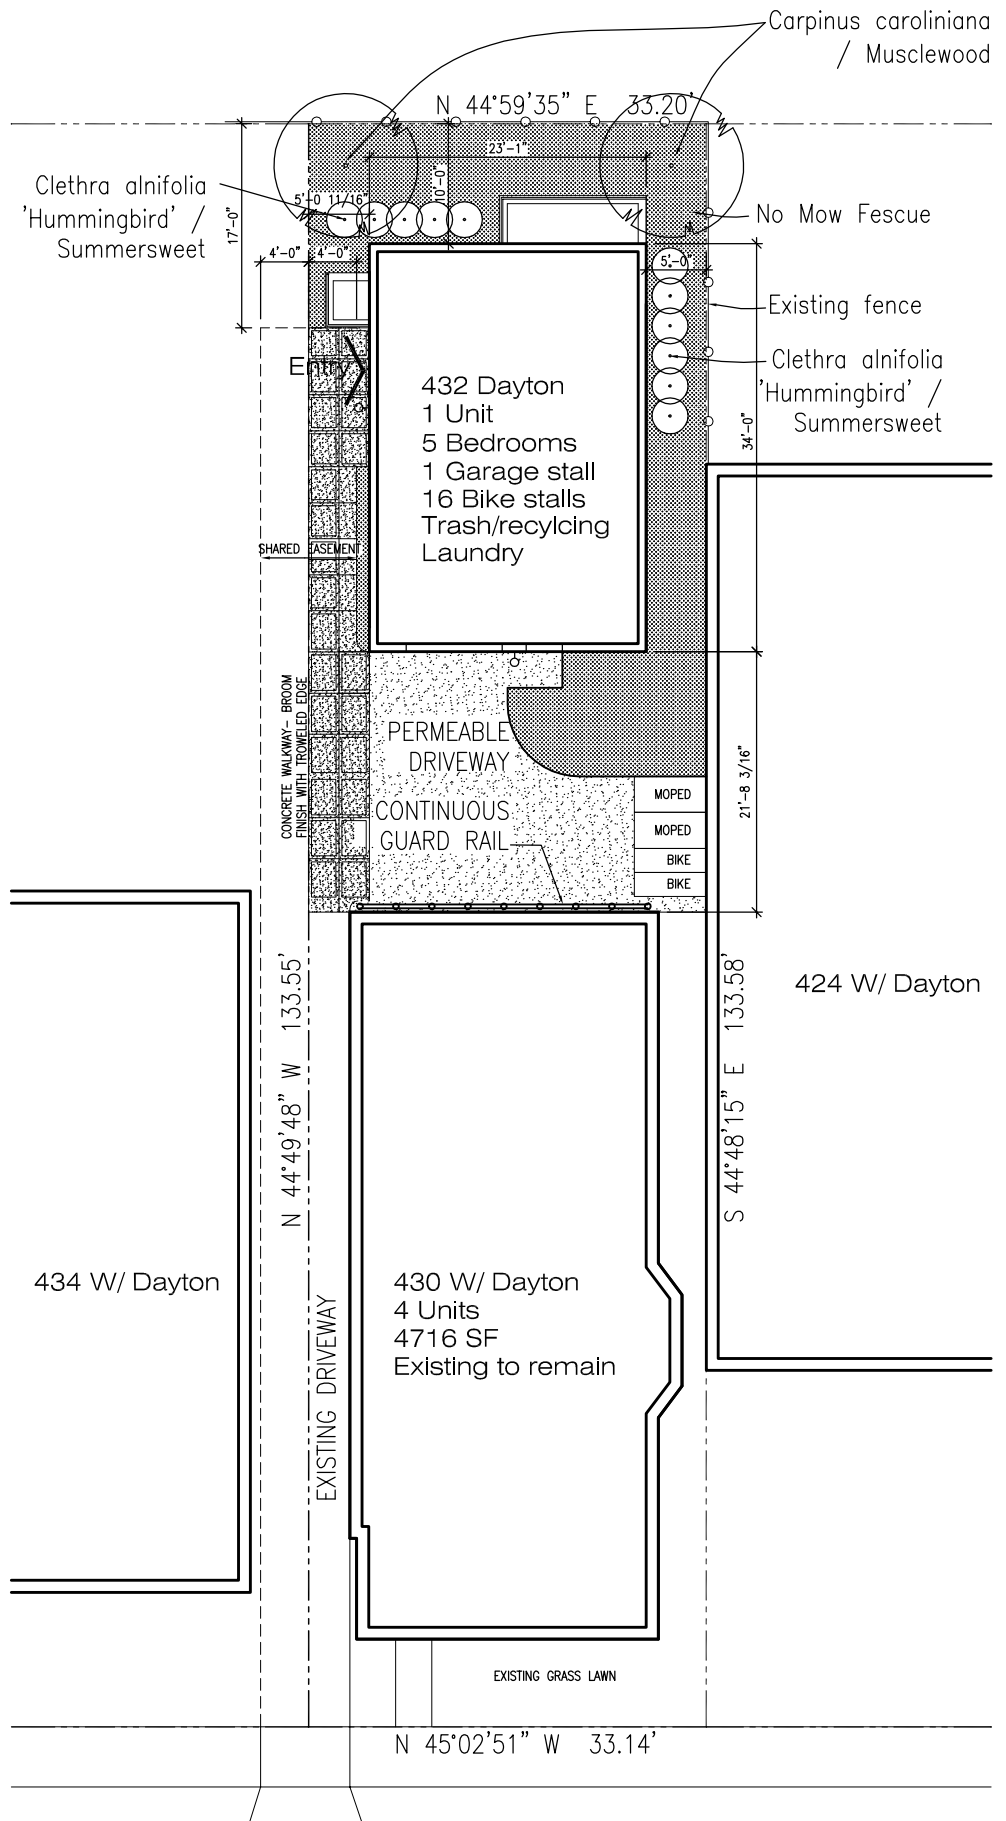 Carpinus caroliniana
/ Musclewood
N 44°59'35" E 33.20'
23'-1"
Clethra alnifolia
'Hummingbird' /
Summersweet
5'-0 11/16"
10'-0"
17'-0"
No Mow Fescue
4'-0"
4'-0"
5'-0"
Existing fence
Entry
Clethra alnifolia
'Hummingbird' /
Summersweet
34'-0"
432 Dayton
1 Unit
5 Bedrooms
1 Garage stall
16 Bike stalls
Trash/recylcing
Laundry
SHARED EASEMENT
CONCRETE WALKWAY- BROOM
FINISH WITH TROWELED EDGE
PERMEABLE
DRIVEWAY
21'-8 3/16"
MOPED
MOPED
BIKE
BIKE
CONTINUOUS
GUARD RAIL
N 44°49'48" W 133.55'
S 44°48'15" E 133.58'
424 W/ Dayton
434 W/ Dayton
430 W/ Dayton
4 Units
4716 SF
Existing to remain
EXISTING DRIVEWAY
EXISTING GRASS LAWN
N 45°02'51" W 33.14'